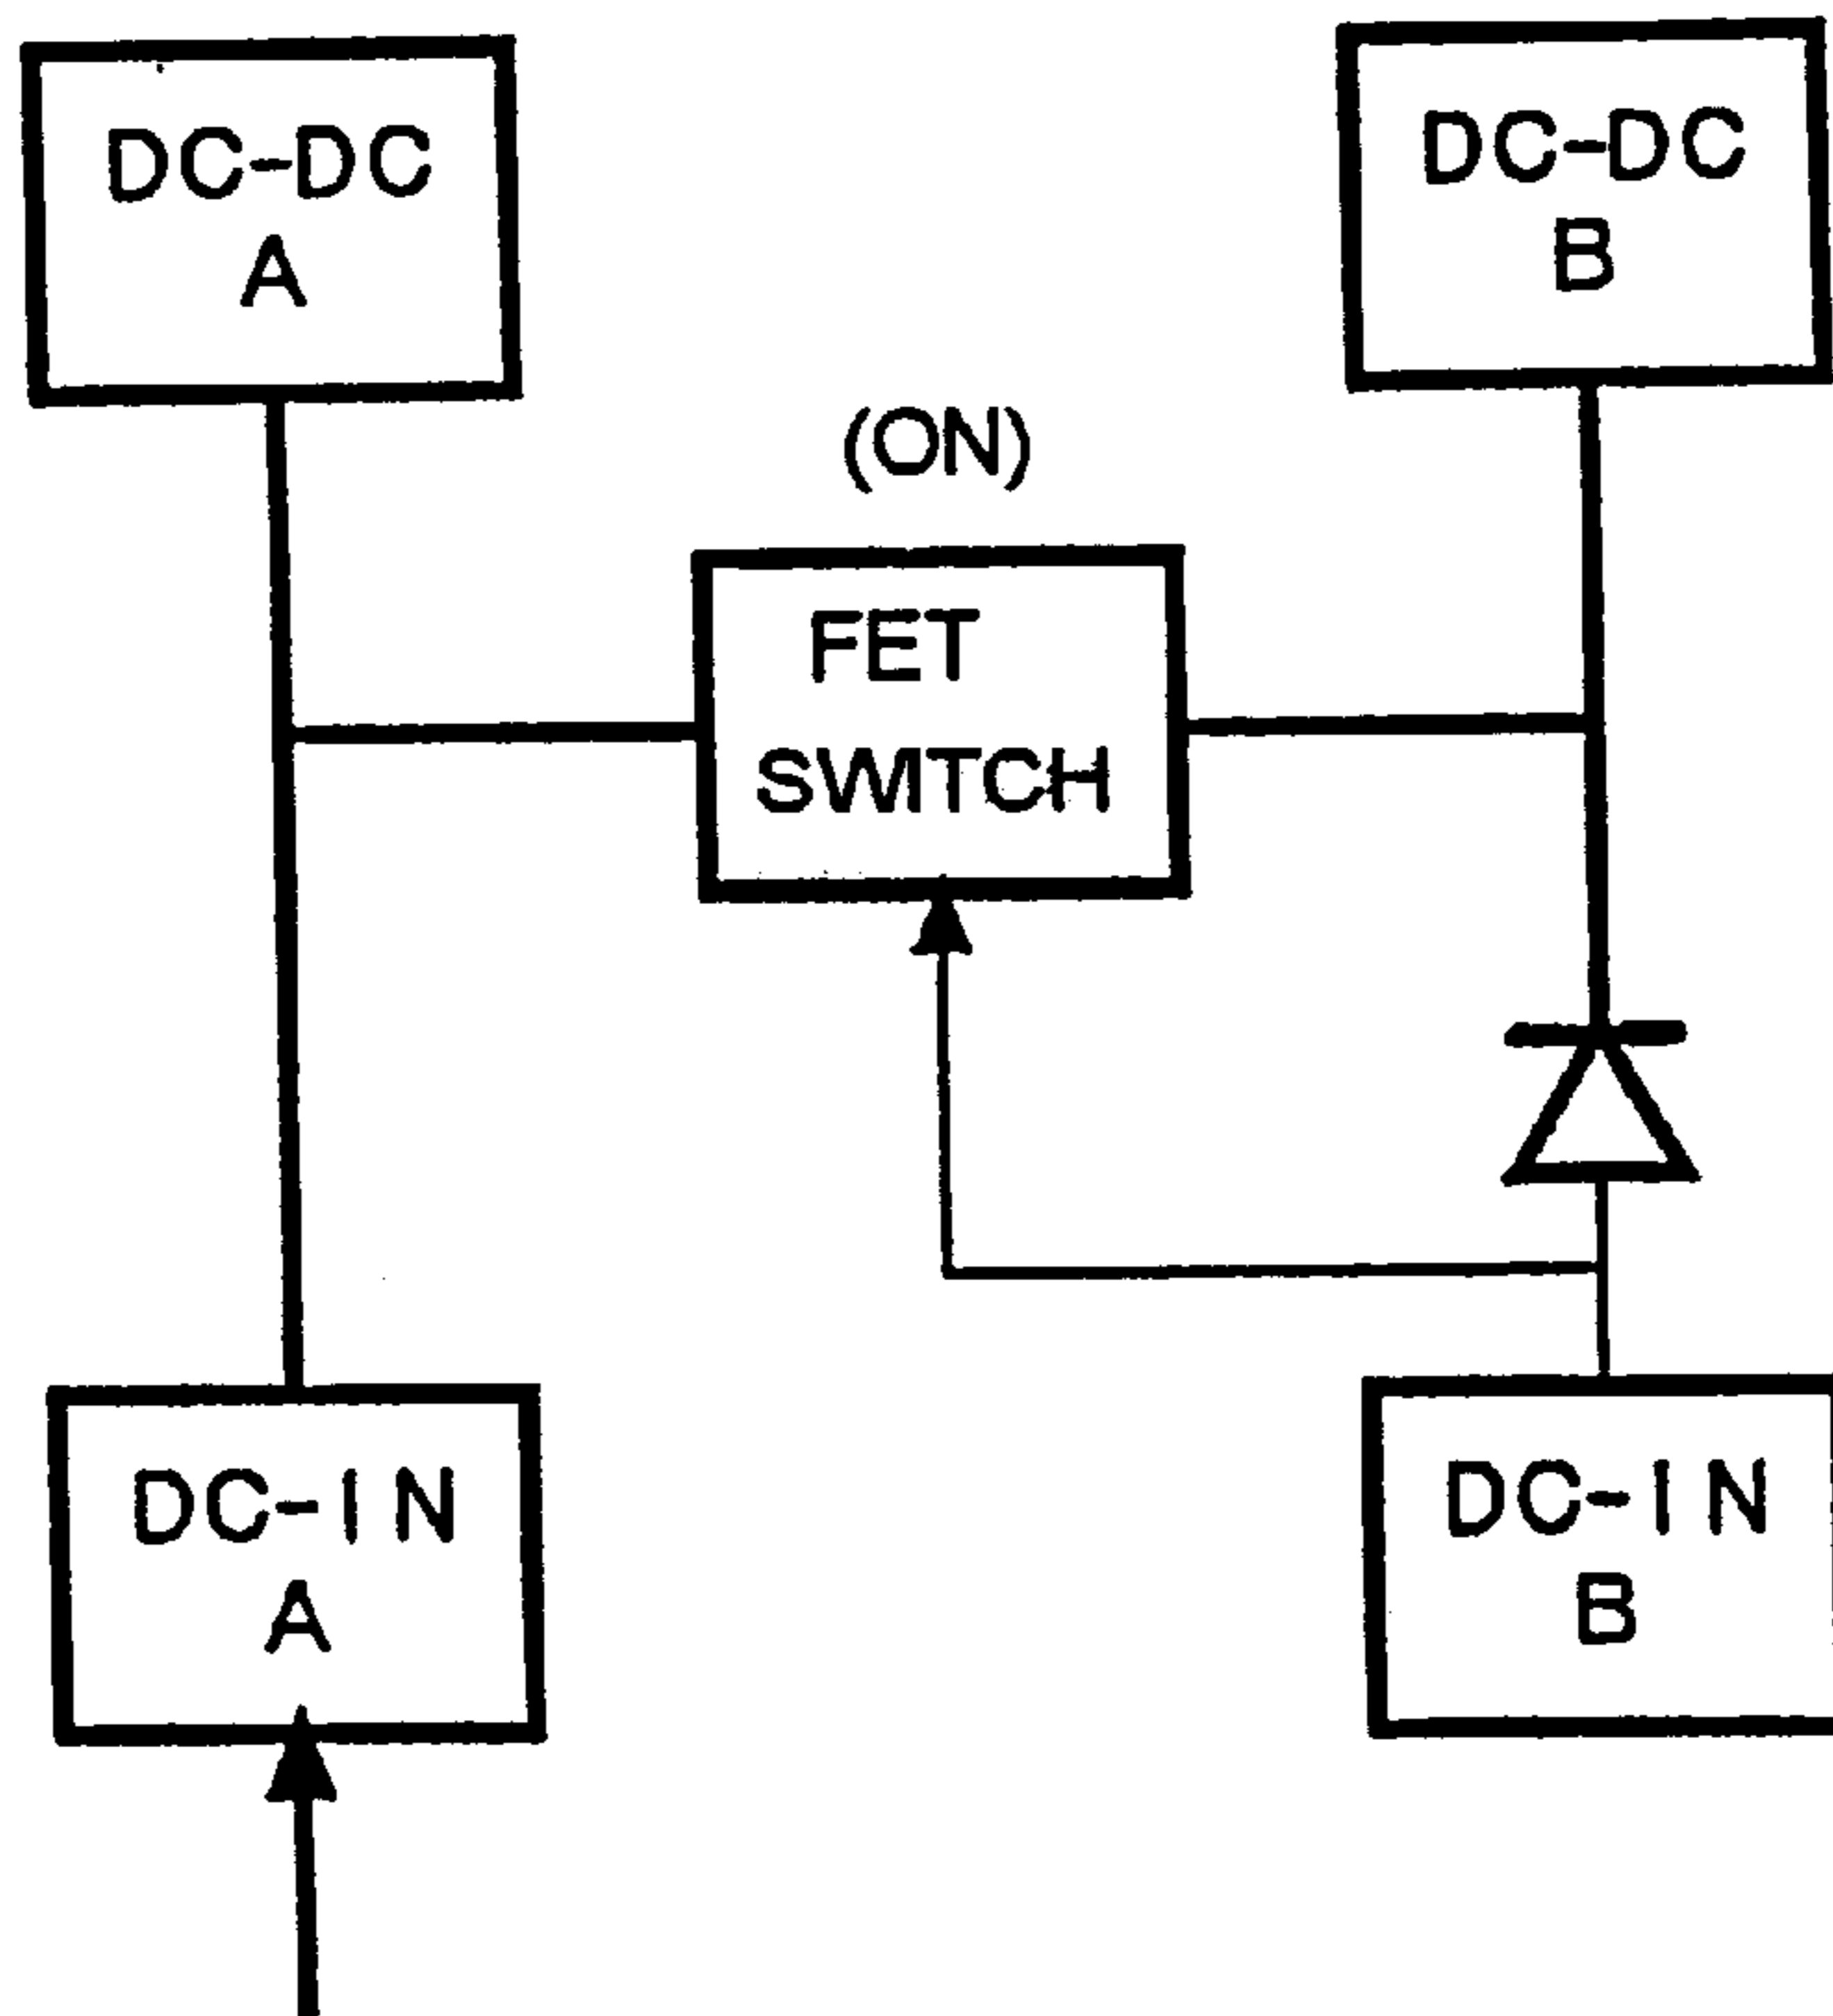 DC-DC
A
DC-DC
B
(ON)
FET
SWITCH
DC-IN
A
DC-IN
B